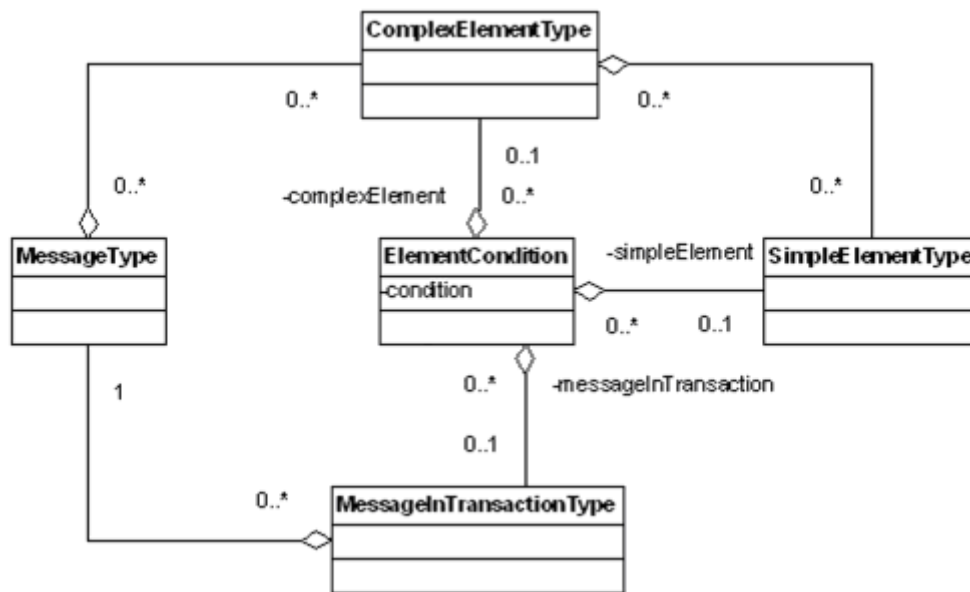 ComplexElementType
0..*
0..*
0..1
0..*
-complexElement
0..*
0..*
MessageType
ElementCondition
-condition
-simpleElement
SimpleElementType
0..*
0..1
1
0..*
-messageInTransaction
0..1
0..*
MessageInTransactionType